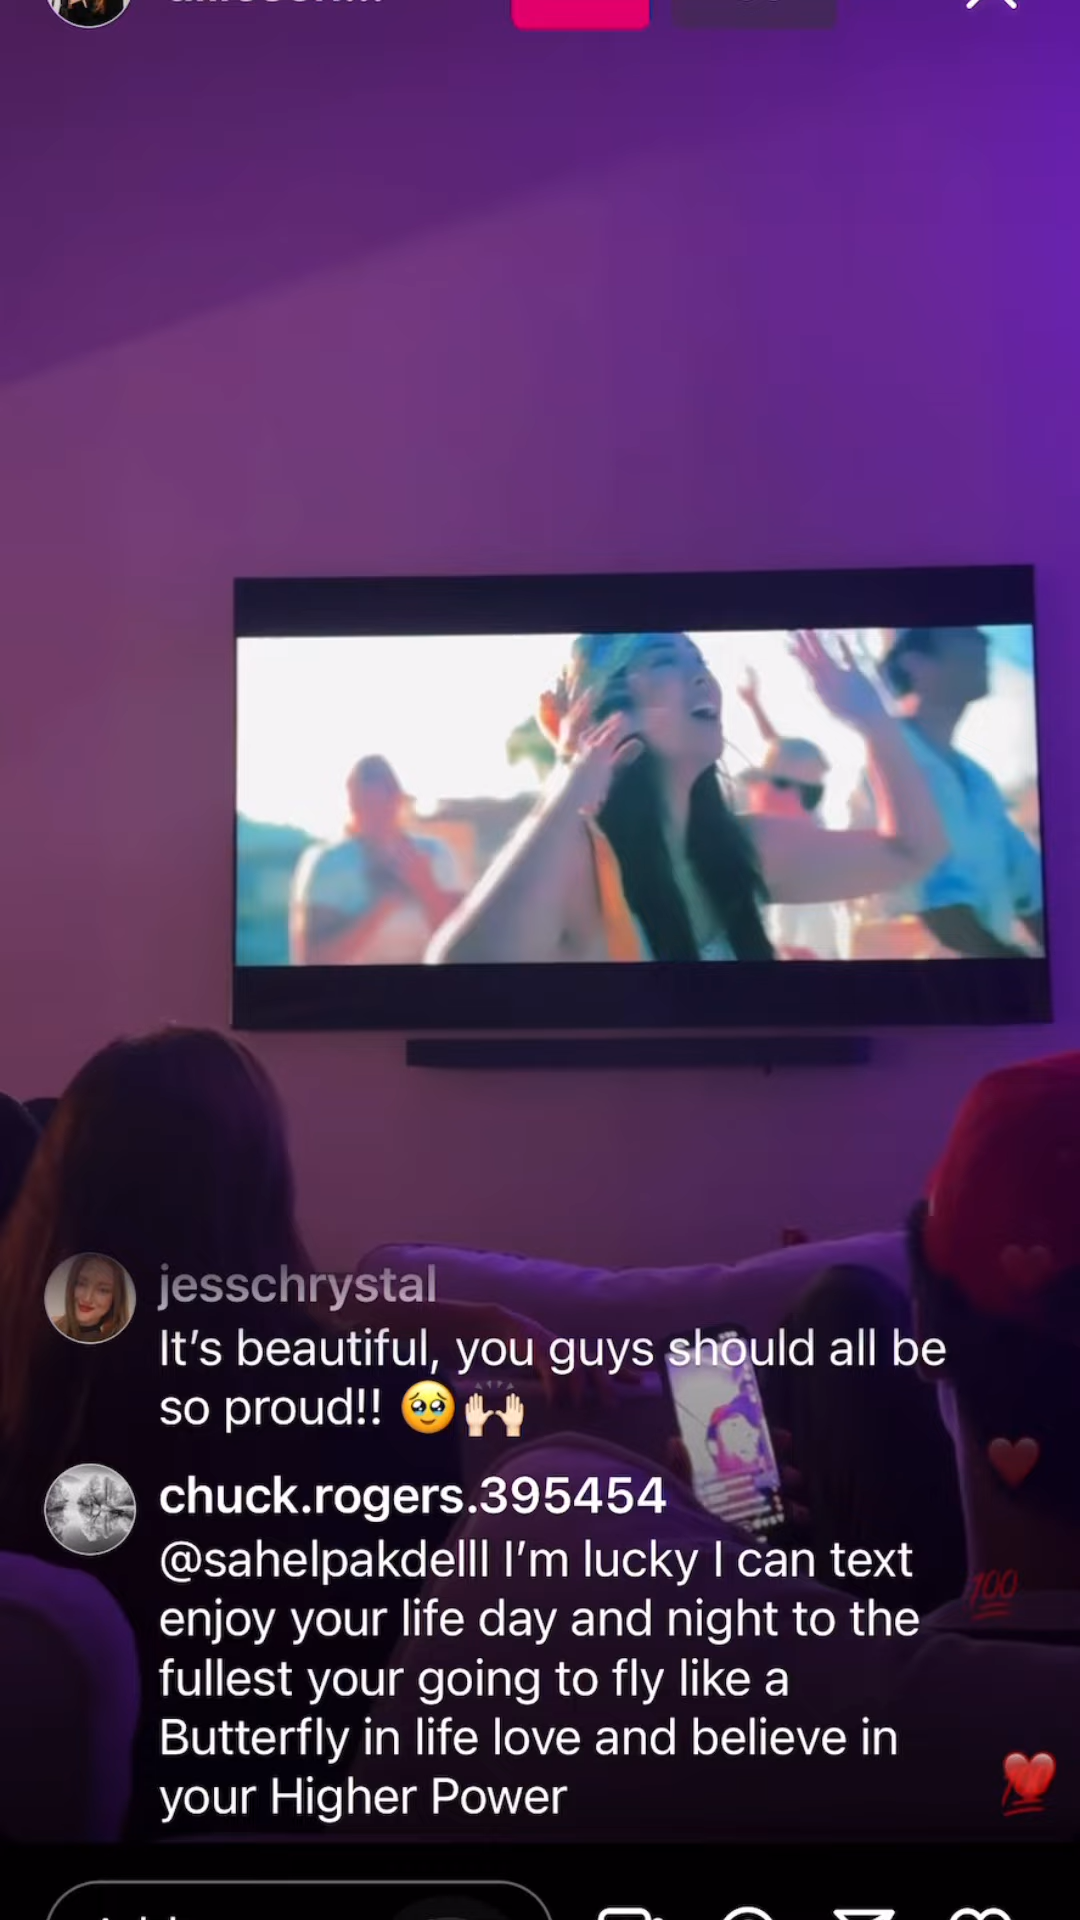 jesschrystal
It's beautiful, you guys should all be
so proud!! 🥹🙌🏻
chuck.rogers.395454
@sahelpakdelll I'm lucky I can text
enjoy your life day and night to the
fullest your going to fly like a
Butterfly in life love and believe in
your Higher Power
💯
💯